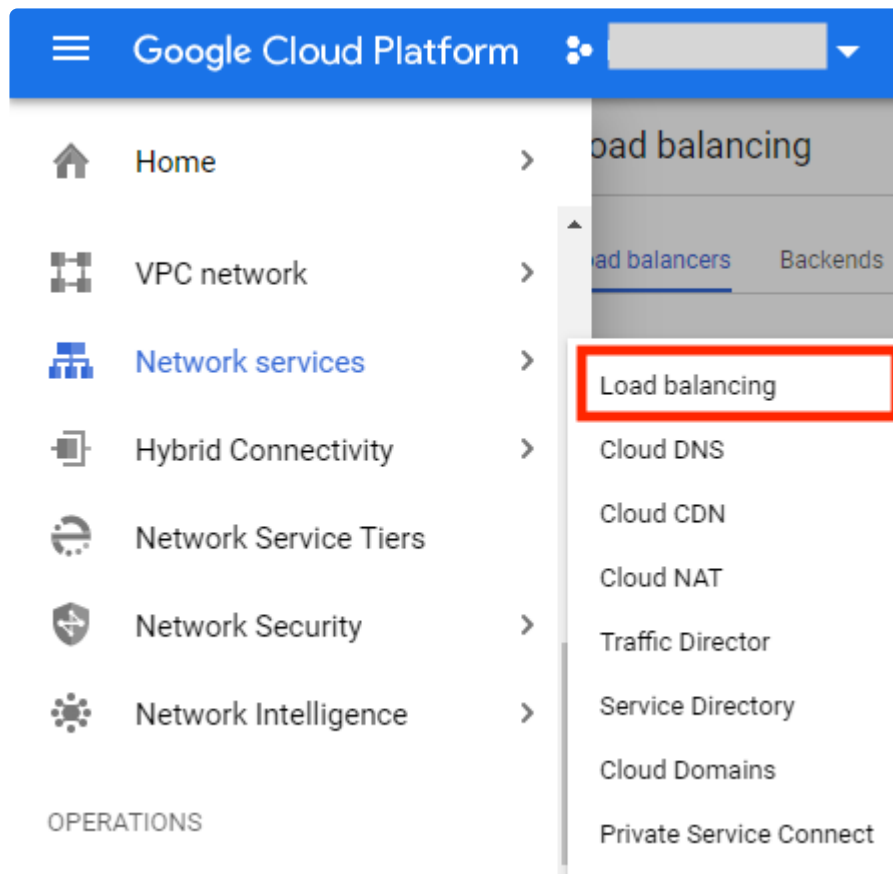 Google Cloud Platform
Home
oad balancing
VPC network
ad balancers Backends
Network services
Load balancing
Hybrid Connectivity
Cloud DNS
Cloud CDN
Network Service Tiers
Cloud NAT
Network Security
Traffic Director
Network Intelligence
Service Directory
Cloud Domains
OPERATIONS
Private Service Connect